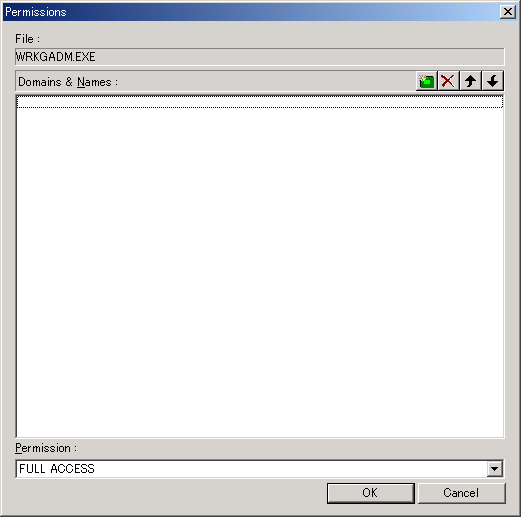 Permissions
File :
WRKGADM.EXE
Domains & Names :
Permission :
FULL ACCESS
OK Cancel